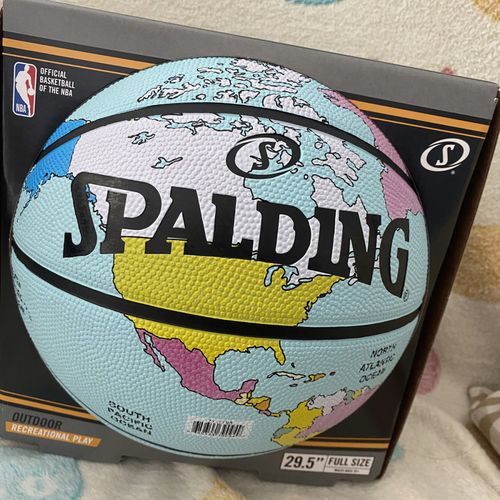 NBA
OFFICIAL
BASKETBALL
OF THE NBA
S
S
SPALDING
NORTH
ATLANTIC
OCEAN
SOUTH
PACIFIC
OCEAN
OUTDOOR
RECREATIONAL PLAY
29.5" FULL SIZE